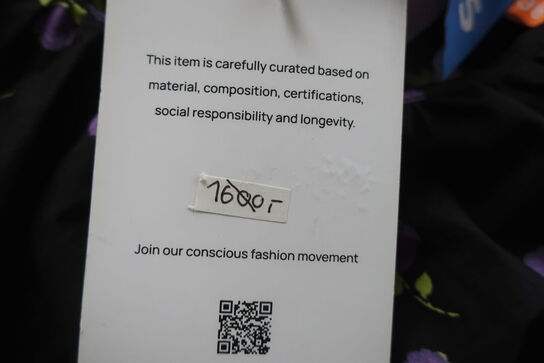 This item is carefully curated based on
material, composition, certifications,
social responsibility and longevity.
1600,-
Join our conscious fashion movement
S